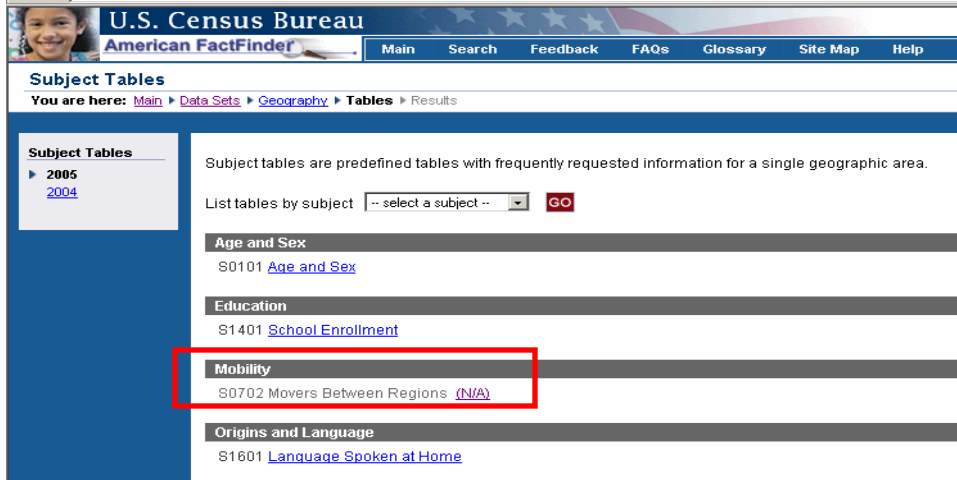 U.S. Census Bureau
American FactFinder
Main Search Feedback FAQs Glossary Site Map Help
Subject Tables
You are here: Main ▶ Data Sets ▶ Geography ▶ Tables ▶ Results
Subject Tables
▶ 2005
2004
Subject tables are predefined tables with frequently requested information for a single geographic area.
List tables by subject -- select a subject -- GO
Age and Sex
S0101 Age and Sex
Education
S1401 School Enrollment
Mobility
S0702 Movers Between Regions (N/A)
Origins and Language
S1601 Language Spoken at Home